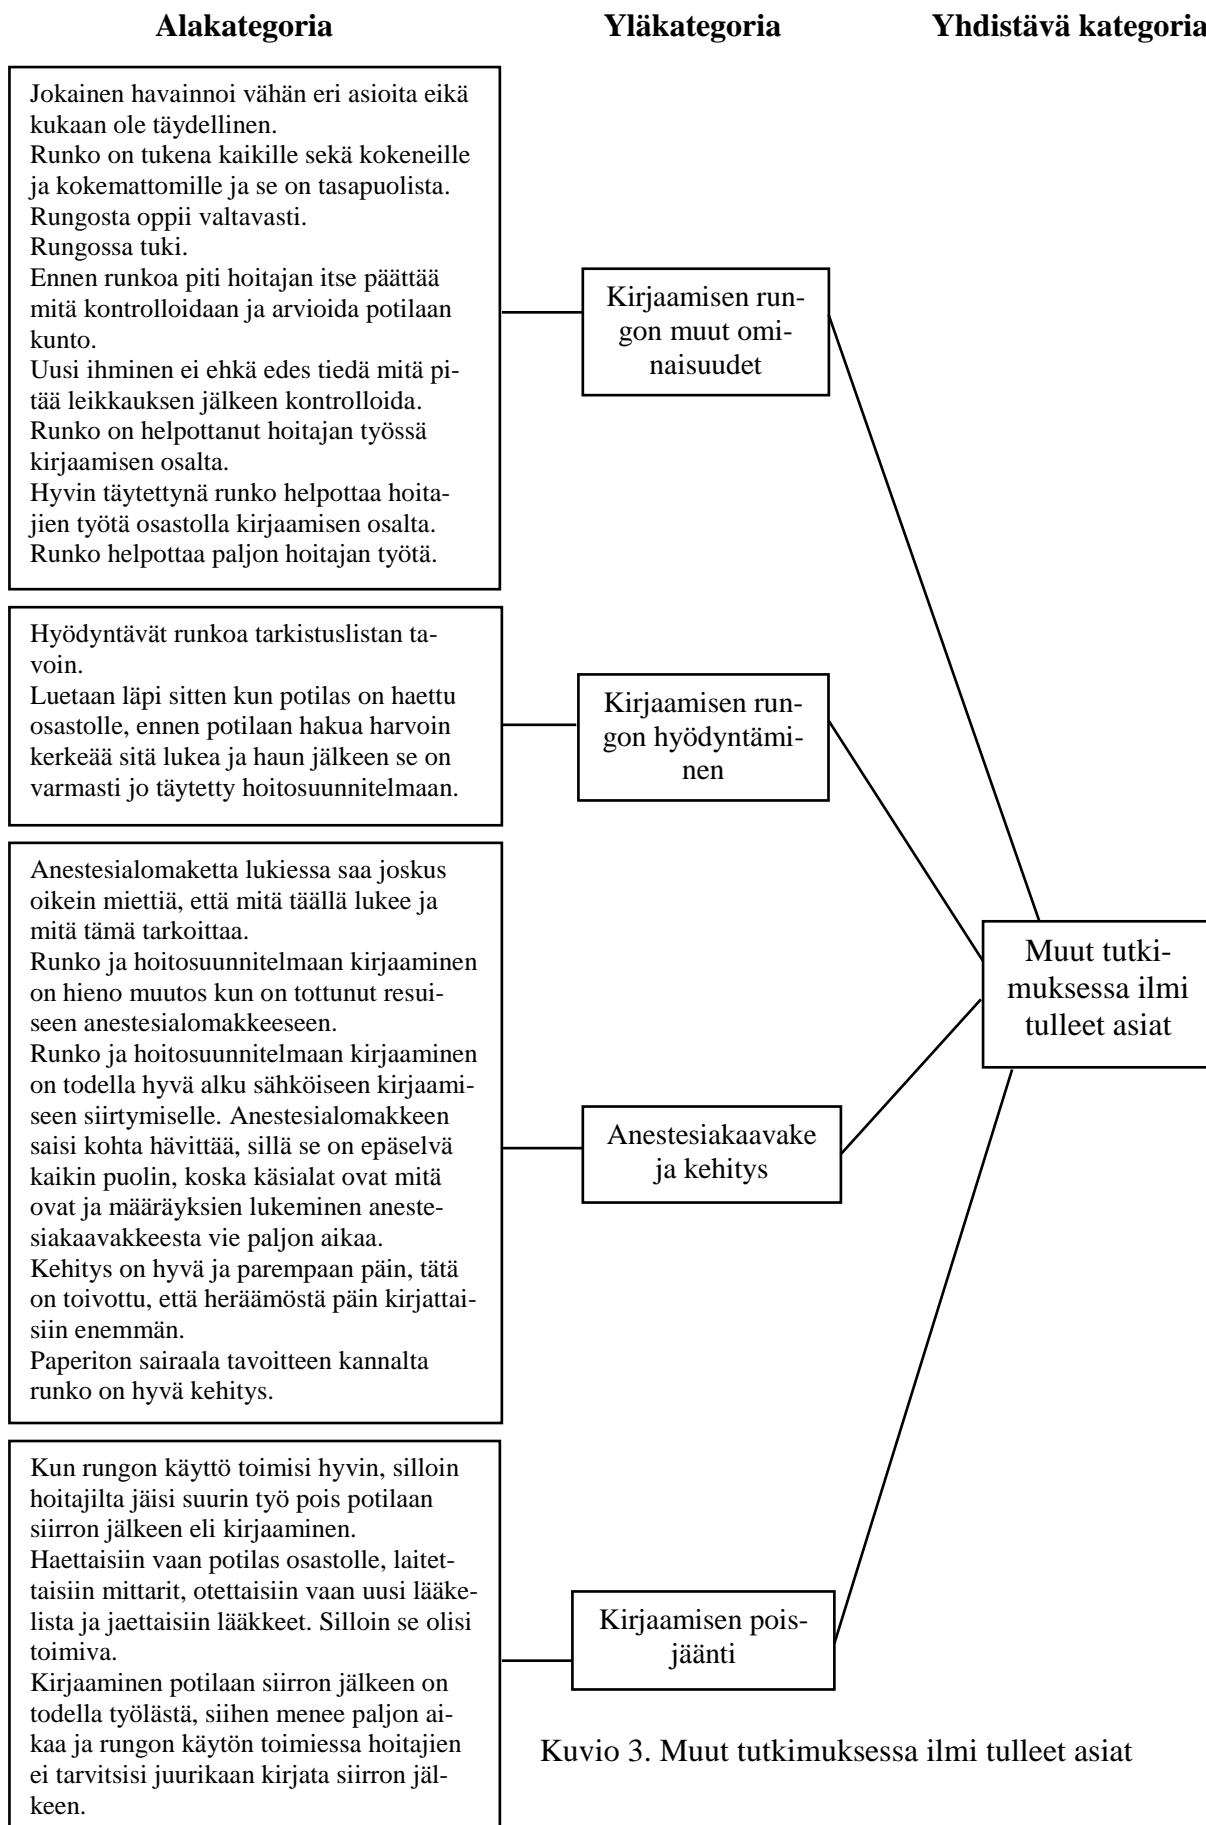 Alakategoria
Yläkategoria
Yhdistävä kategoria
Jokainen havainnoi vähän eri asioita eikä
kukaan ole täydellinen.
Runko on tukena kaikille sekä kokeneille
ja kokemattomille ja se on tasapuolista.
Rungosta oppii valtavasti.
Rungossa tuki.
Ennen runkoa piti hoitajan itse päättää
mitä kontrolloidaan ja arvioida potilaan
kunto.
Uusi ihminen ei ehkä edes tiedä mitä pi-
tää leikkauksen jälkeen kontrolloida.
Runko on helpottanut hoitajan työssä
kirjaamisen osalta.
Hyvin täytettynä runko helpottaa hoita-
jien työtä osastolla kirjaamisen osalta.
Runko helpottaa paljon hoitajan työtä.
Kirjaamisen run-
gon muut omi-
naisuudet
Hyödyntävät runkoa tarkistuslistan ta-
voin.
Luetaan läpi sitten kun potilas on haettu
osastolle, ennen potilaan hakua harvoin
kerkeää sitä lukea ja haun jälkeen se on
varmasti jo täytetty hoitosuunnitelmaan.
Kirjaamisen run-
gon hyödyntämi-
nen
Anestesialomaketta lukiessa saa joskus
oikein miettiä, että mitä täällä lukee ja
mitä tämä tarkoittaa.
Runko ja hoitosuunnitelmaan kirjaaminen
on hieno muutos kun on tottunut resui-
seen anestesialomakkeeseen.
Runko ja hoitosuunnitelmaan kirjaaminen
on todella hyvä alku sähköiseen kirjaami-
seen siirtymiselle. Anestesialomakkeen
saisi kohta hävittää, sillä se on epäselvä
kaikin puolin, koska käsialat ovat mitä
ovat ja määräyksien lukeminen aneste-
siakaavakkeesta vie paljon aikaa.
Kehitys on hyvä ja parempaan päin, tätä
on toivottu, että heräämöstä päin kirjattai-
siin enemmän.
Paperiton sairaala tavoitteen kannalta
runko on hyvä kehitys.
Anestesiakaavake
ja kehitys
Muut tutki-
muksessa ilmi
tulleet asiat
Kun rungon käyttö toimisi hyvin, silloin
hoitajilta jäisi suurin työ pois potilaan
siirron jälkeen eli kirjaaminen.
Haettaisiin vaan potilas osastolle, laitet-
taisiin mittarit, otettaisiin vaan uusi lääke-
lista ja jaettaisiin lääkkeet. Silloin se olisi
toimiva.
Kirjaaminen potilaan siirron jälkeen on
todella työlästä, siihen menee paljon ai-
kaa ja rungon käytön toimiessa hoitajien
ei tarvitsisi juurikaan kirjata siirron jäl-
keen.
Kirjaamisen pois-
jäänti
Kuvio 3. Muut tutkimuksessa ilmi tulleet asiat